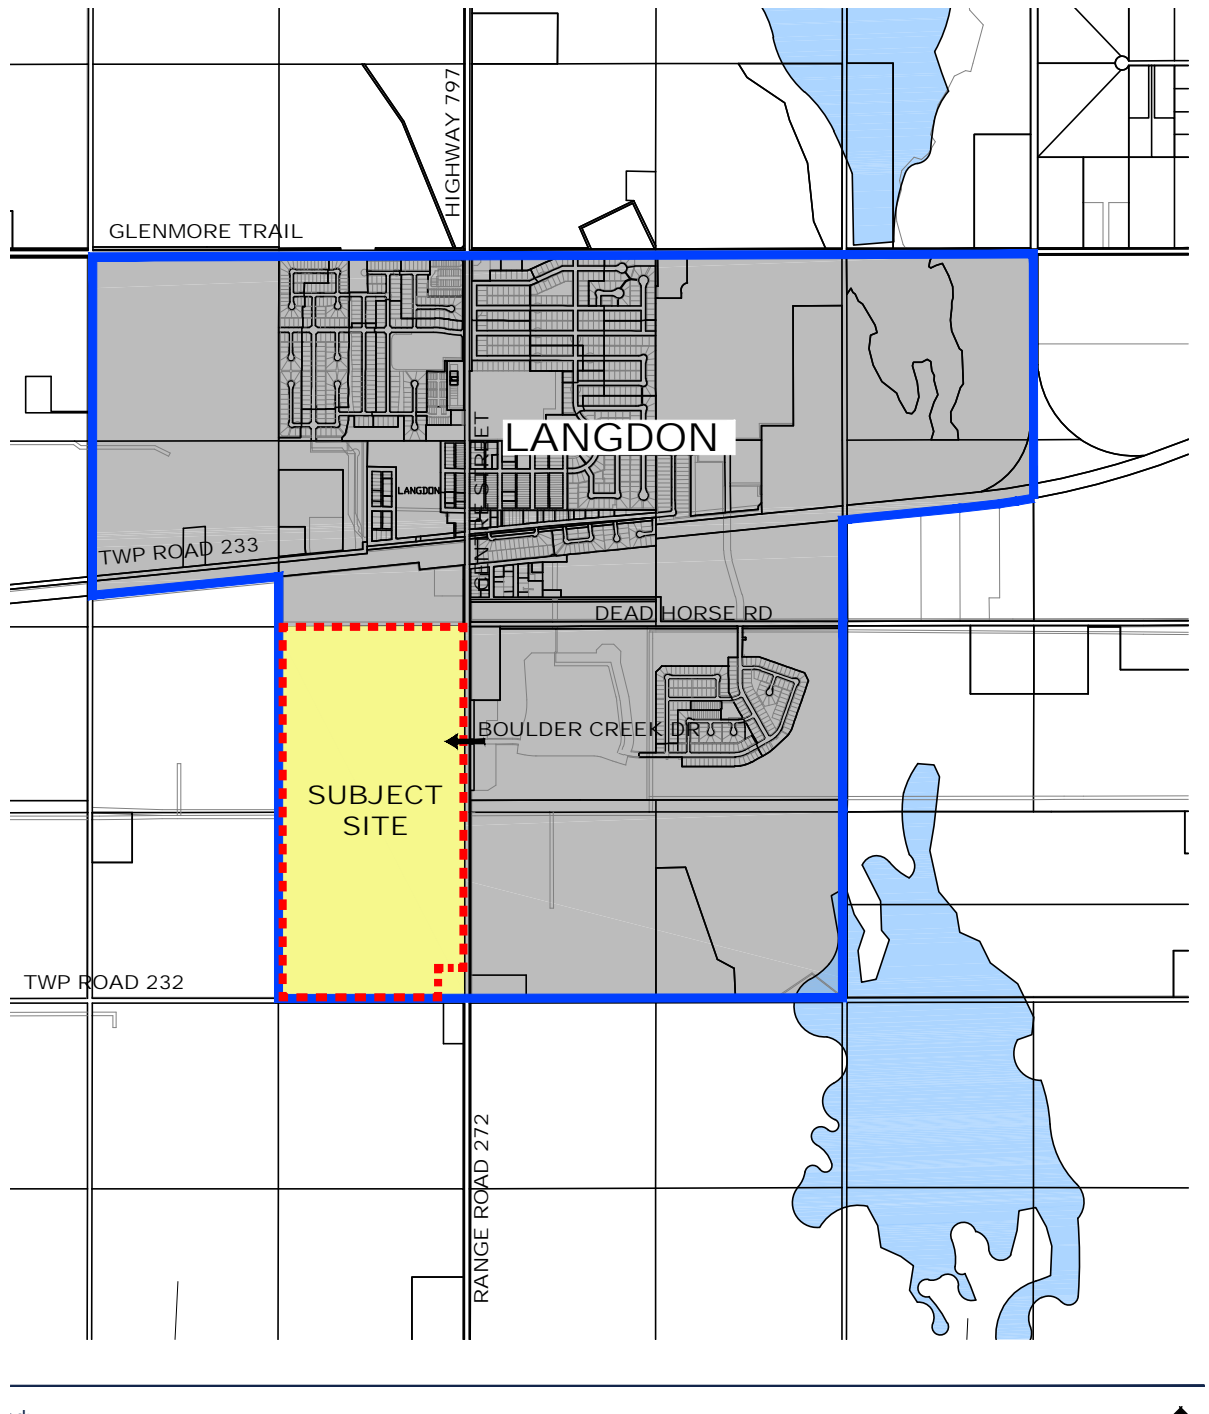 HIGHWAY 797
GLENMORE TRAIL
LANGDON
CENTRE STREET
LANGDON
TWP ROAD 233
DEAD HORSE RD
BOULDER CREEK DR
SUBJECT
SITE
TWP ROAD 232
RANGE ROAD 272